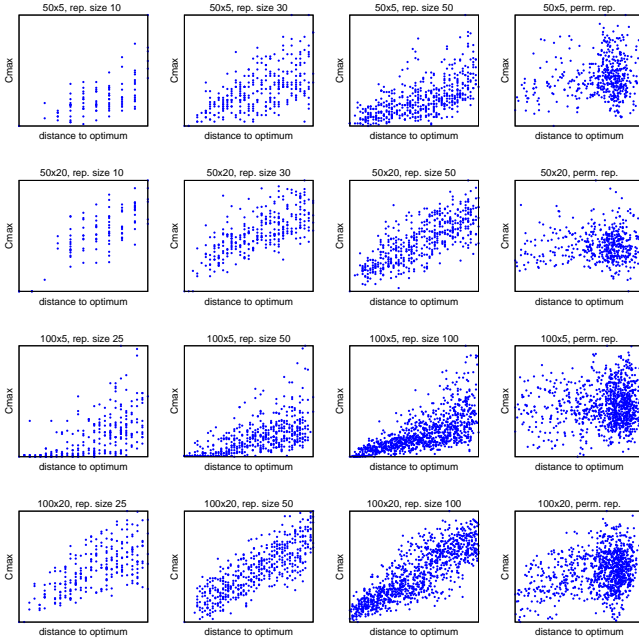 50x5, rep. size 10
50x5, rep. size 30
50x5, rep. size 50
50x5, perm. rep.
Cmax
Cmax
Cmax
Cmax
distance to optimum
distance to optimum
distance to optimum
distance to optimum
50x20, rep. size 10
50x20, rep. size 30
50x20, rep. size 50
50x20, perm. rep.
Cmax
Cmax
Cmax
Cmax
distance to optimum
distance to optimum
distance to optimum
distance to optimum
100x5, rep. size 25
100x5, rep. size 50
100x5, rep. size 100
100x5, perm. rep.
Cmax
Cmax
Cmax
Cmax
distance to optimum
distance to optimum
distance to optimum
distance to optimum
100x20, rep. size 25
100x20, rep. size 50
100x20, rep. size 100
100x20, perm. rep.
Cmax
Cmax
Cmax
Cmax
distance to optimum
distance to optimum
distance to optimum
distance to optimum